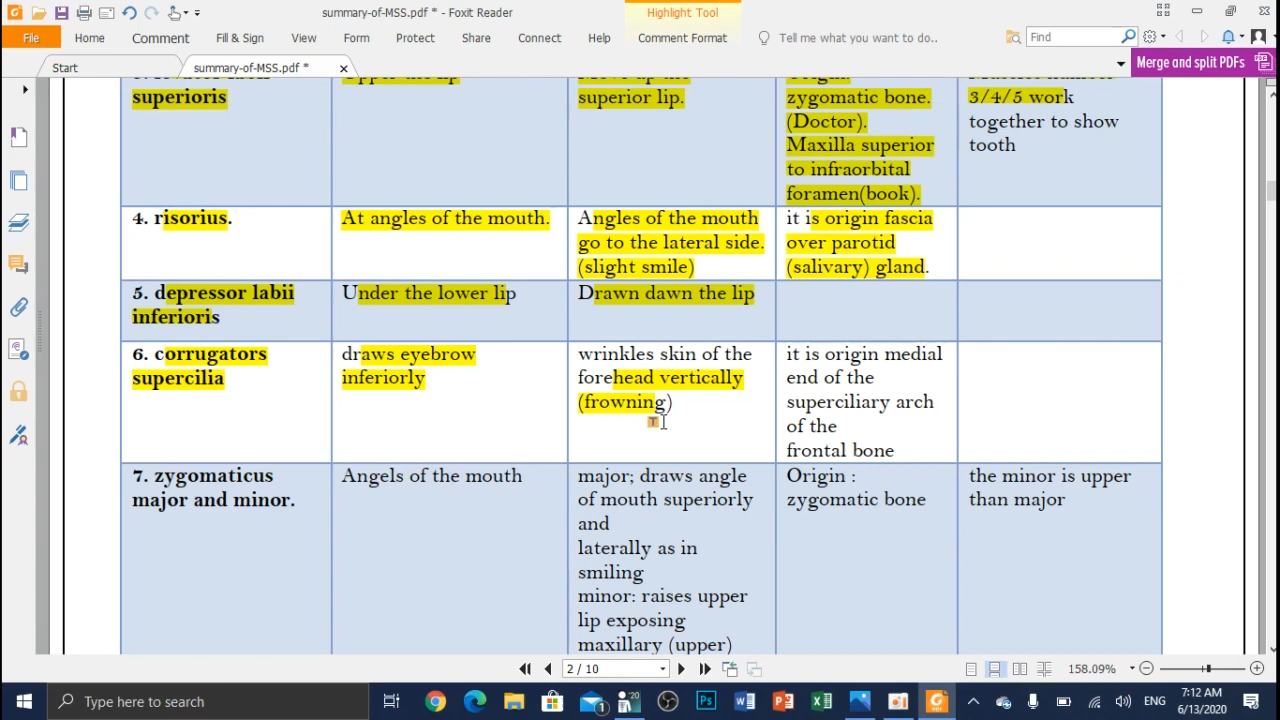 summary-of-MSS.pdf * - Foxit Reader
Highlight Tool
File
Home
Comment
Fill & Sign
View
Form
Protect
Share
Connect
Help
Comment Format
Tell me what you want to do..
Find
Start
summary-of-MSS.pdf *
Merge and split PDFs
superioris
superior lip.
zygomatic bone.
(Doctor).
Maxilla superior
to infraorbital
foramen(book).
3/4/5 work
together to show
tooth
4. risorius.
At angles of the mouth.
Angles of the mouth
go to the lateral side.
(slight smile)
it is origin fascia
over parotid
(salivary) gland.
5. depressor labii
inferioris
Under the lower lip
Drawn dawn the lip
6. corrugators
supercilia
draws eyebrow
inferiorly
wrinkles skin of the
forehead vertically
(frowning)
it is origin medial
end of the
superciliary arch
of the
frontal bone
7. zygomaticus
major and minor.
Angels of the mouth
major; draws angle
of mouth superiorly
and
laterally as in
smiling
minor: raises upper
lip exposing
maxillary (upper)
Origin :
zygomatic bone
the minor is upper
than major
2 / 10
158.09%
Type here to search
ENG
7:12 AM
6/13/2020